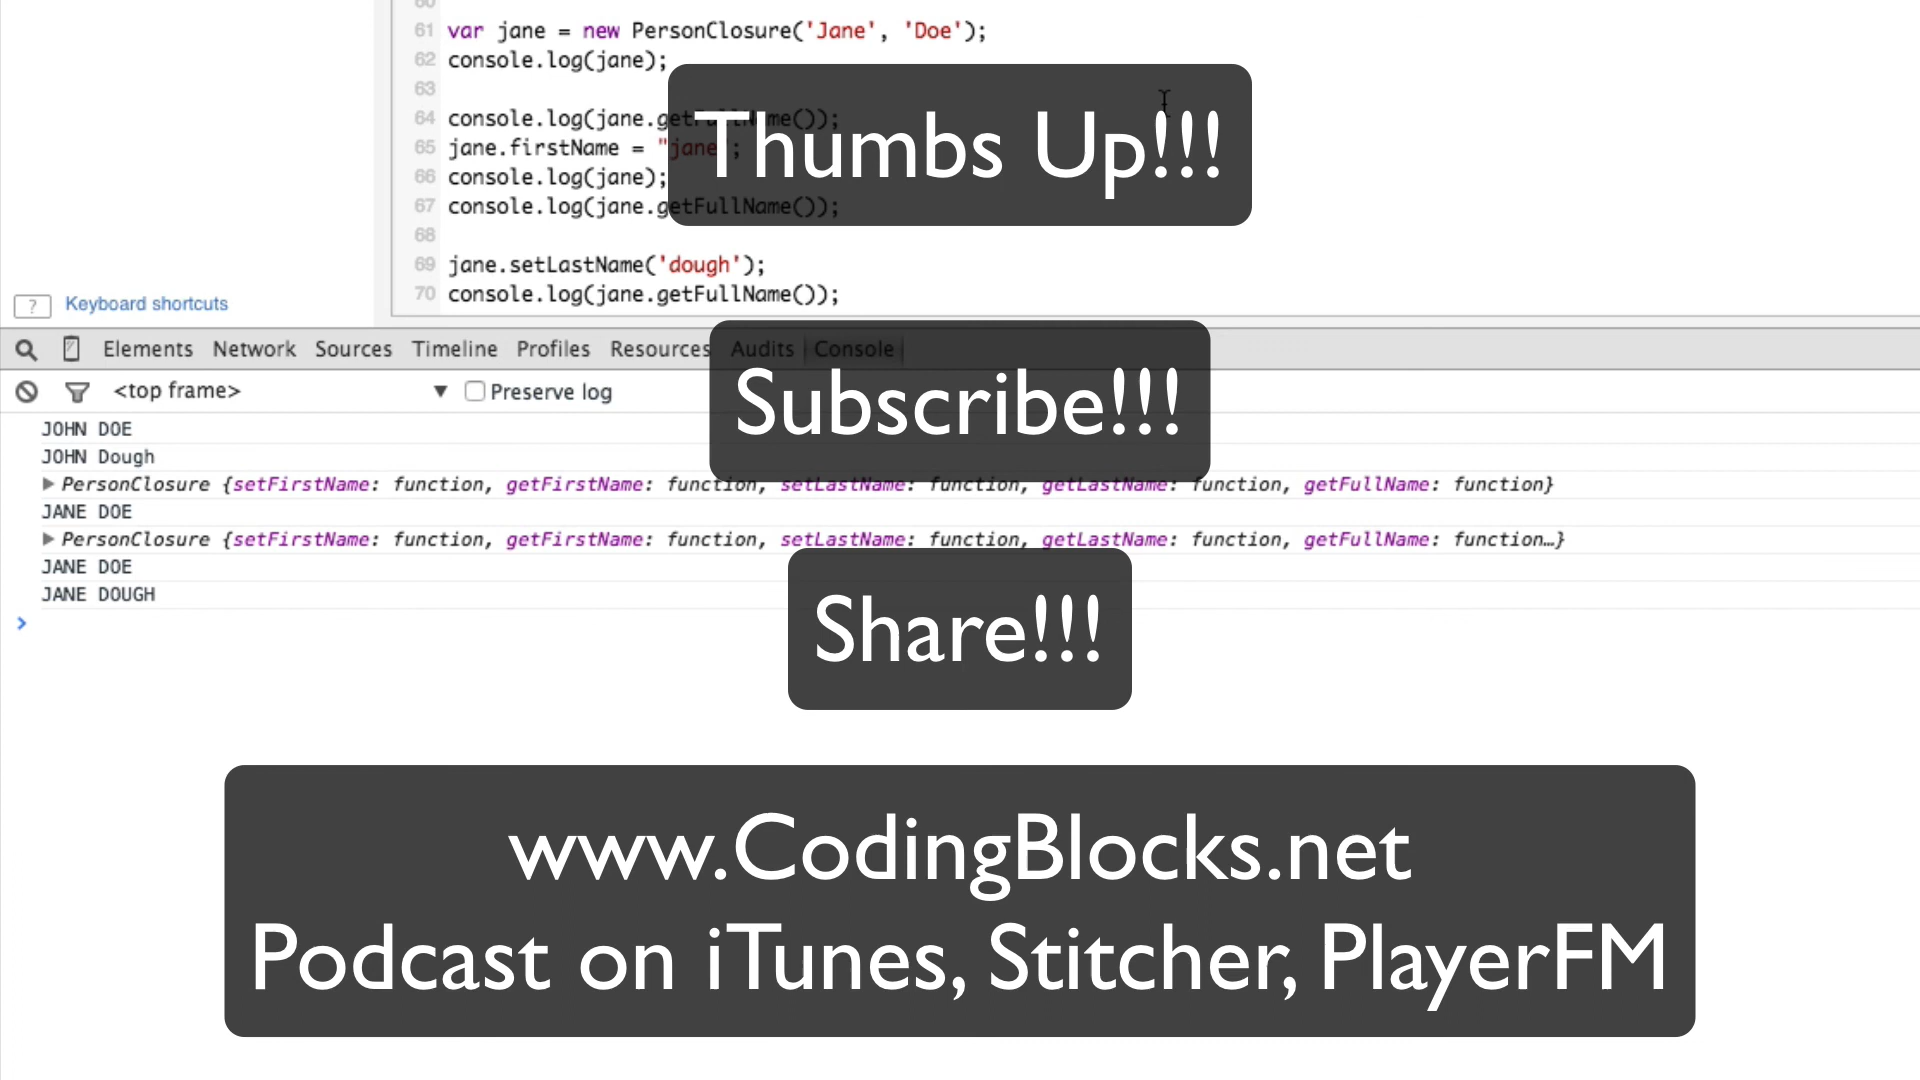 60
61 var jane = new PersonClosure('Jane', 'Doe');
62 console.log(jane);
63
64 console.log(jane.getFullName());
65 jane.firstName = "jane";
66 console.log(jane);
67 console.log(jane.getFullName());
68
69 jane.setLastName('dough');
70 console.log(jane.getFullName());
Thumbs Up!!!
? Keyboard shortcuts
Elements Network Sources Timeline Profiles Resources Audits Console
<top frame> ▼ Preserve log
Subscribe!!!
JOHN DOE
JOHN Dough
PersonClosure {setFirstName: function, getFirstName: function, setLastName: function, getLastName: function, getFullName: function}
JANE DOE
PersonClosure {setFirstName: function, getFirstName: function, setLastName: function, getLastName: function, getFullName: function…}
JANE DOE
JANE DOUGH
>
Share!!!
www.CodingBlocks.net
Podcast on iTunes, Stitcher, PlayerFM